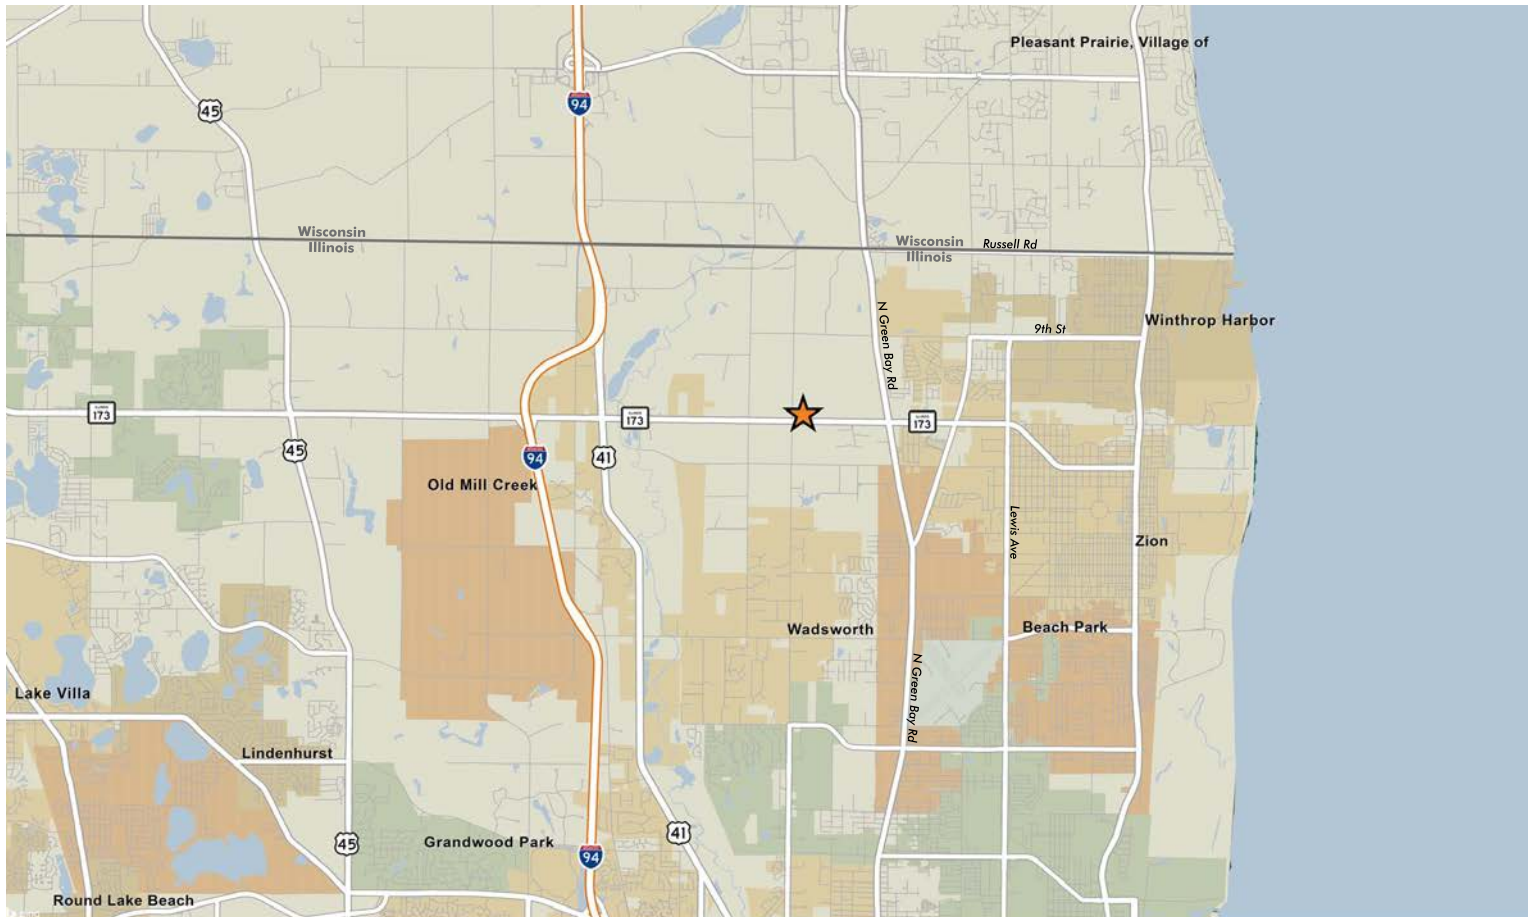 Pleasant Prairie, Village of
94
45
Wisconsin
Illinois
Wisconsin
Illinois
Russell Rd
N Green Bay Rd
9th St
Winthrop Harbor
173
45
173
173
94
41
Old Mill Creek
Lewis Ave
Zion
Wadsworth
Beach Park
N Green Bay Rd
Lake Villa
Lindenhurst
45
Grandwood Park
41
94
Round Lake Beach